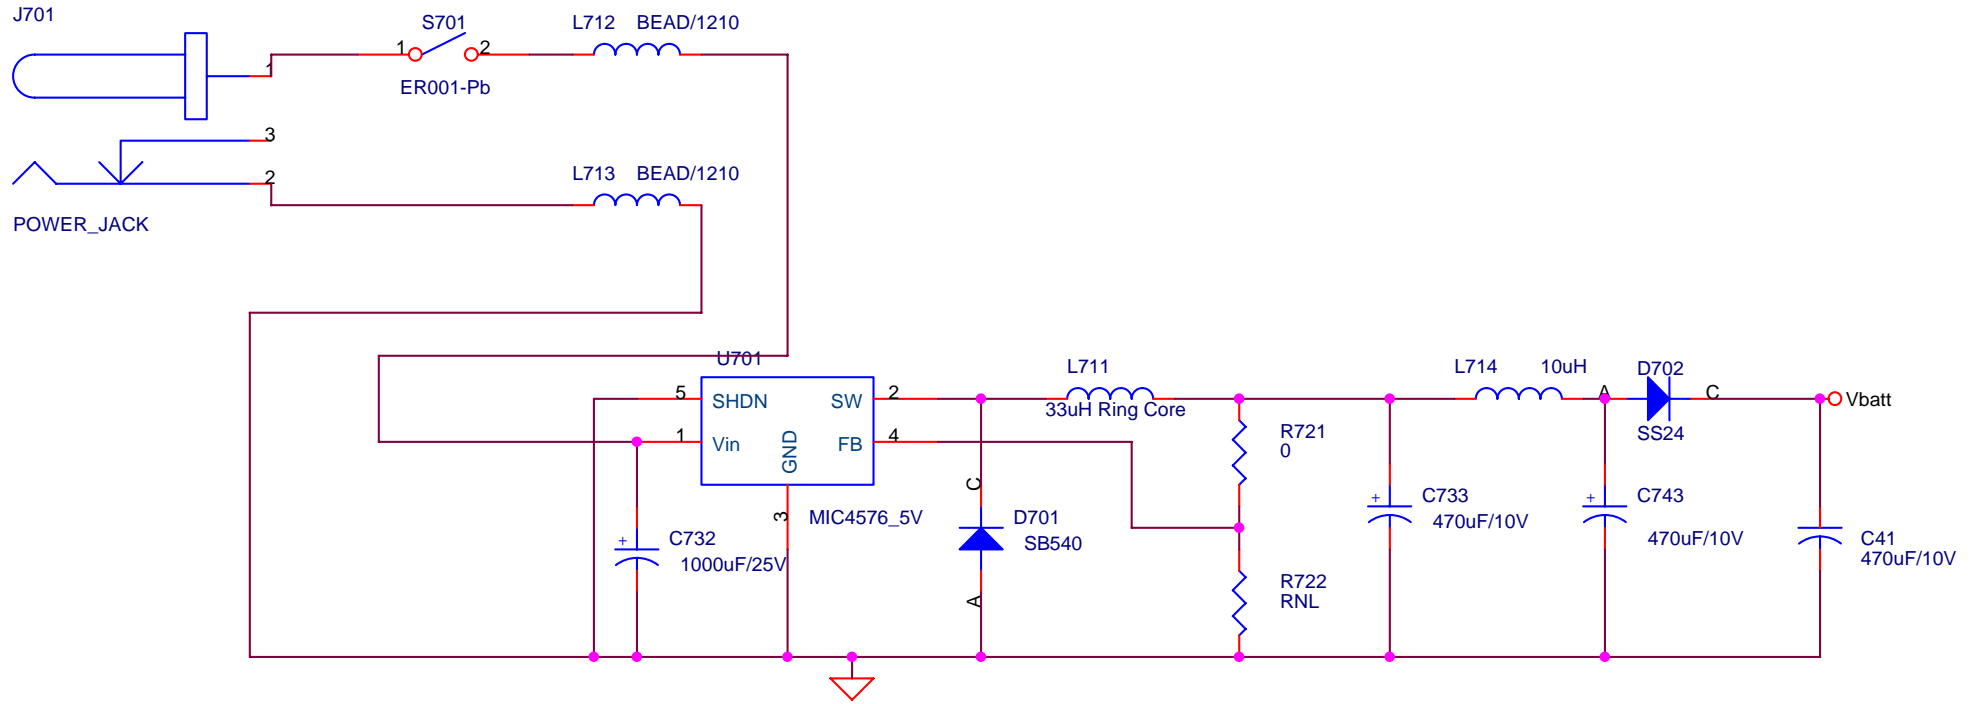 J701
S701
L712 BEAD/1210
1
2
1
ER001-Pb
3
L713 BEAD/1210
2
POWER_JACK
U701
L711
L714 10uH
D702
5
SHDN
SW
2
33uH Ring Core
A
C
Vbatt
1
Vin
GND
FB
4
R721
0
SS24
C
3
MIC4576_5V
D701
SB540
+
C733
470uF/10V
+
C743
470uF/10V
+
C732
1000uF/25V
C41
470uF/10V
A
R722
RNL